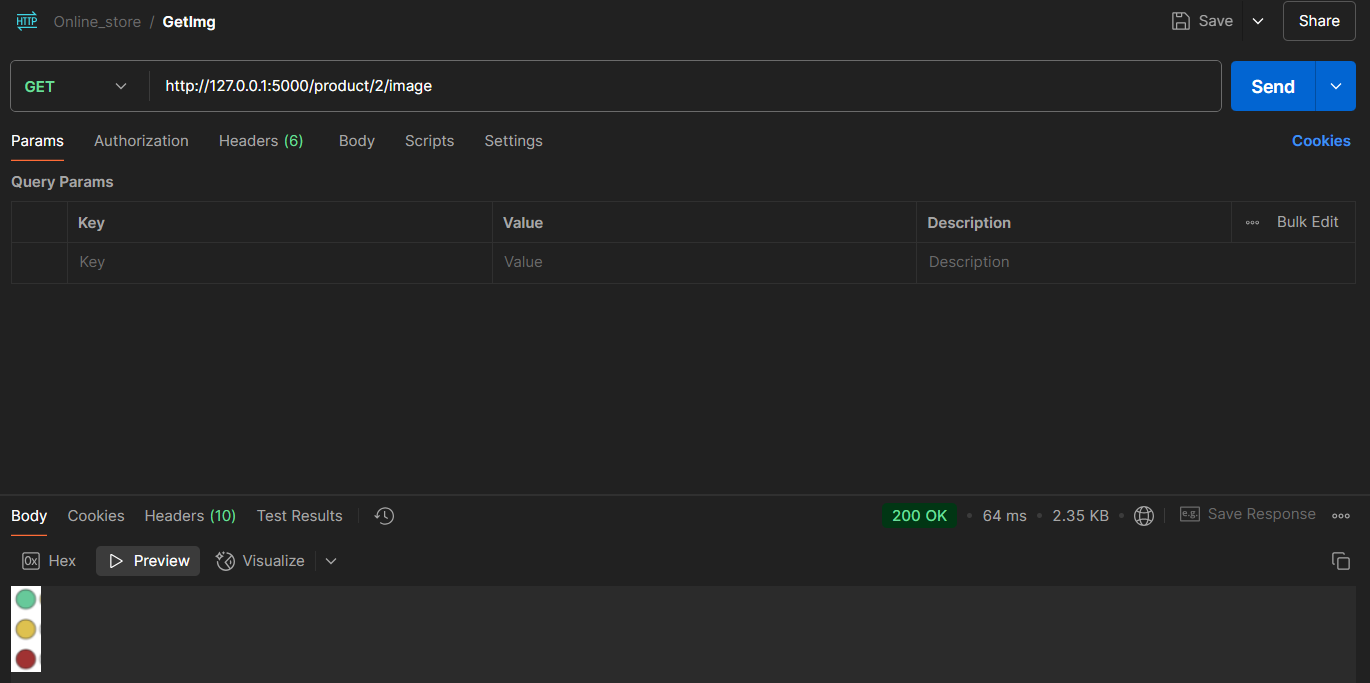 HTTP Online_store / GetImg Save Share
GET http://127.0.0.1:5000/product/2/image Send
Params Authorization Headers (6) Body Scripts Settings Cookies
Query Params
Key Value Description Bulk Edit
Key Value Description
Body Cookies Headers (10) Test Results 200 OK • 64 ms • 2.35 KB • e.g. Save Response
0x Hex Preview Visualize